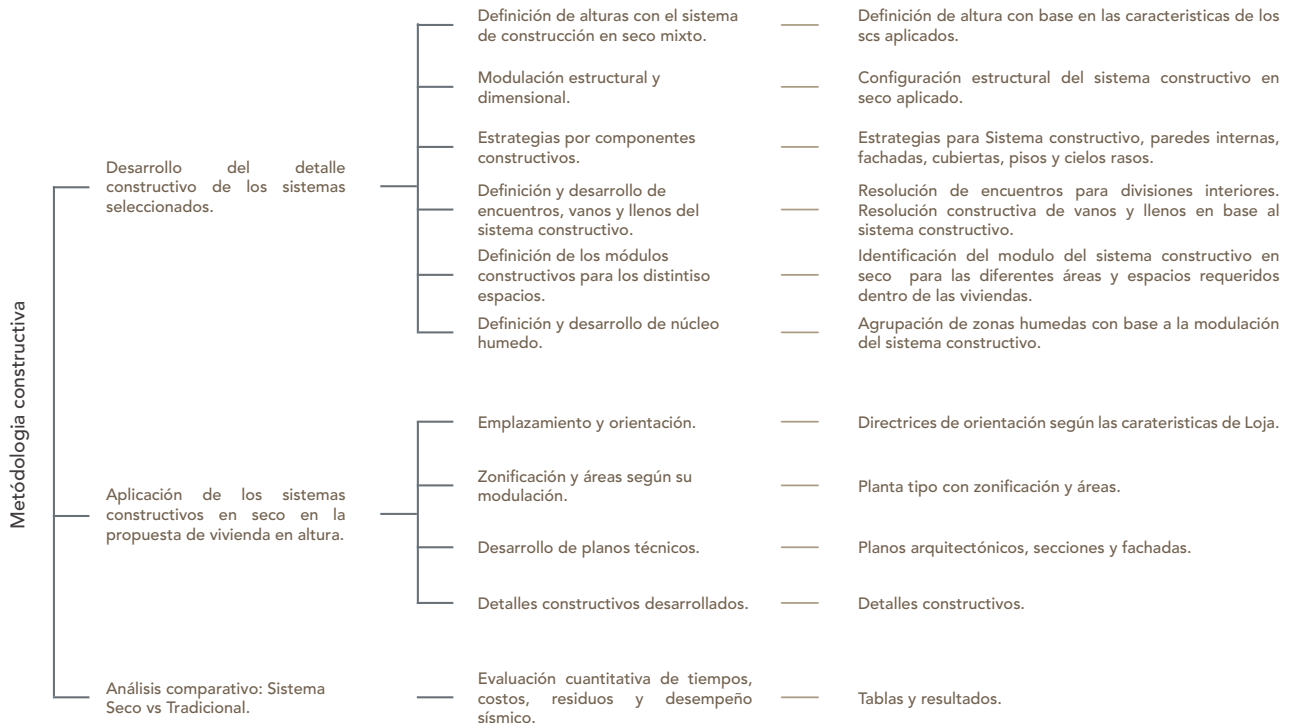 Metódologia constructiva
Desarrollo del detalle
constructivo de los sistemas
seleccionados.
Definición de alturas con el sistema
de construcción en seco mixto.
Definición de altura con base en las caracteristicas de los
scs aplicados.
Modulación estructural y
dimensional.
Configuración estructural del sistema constructivo en
seco aplicado.
Estrategias por componentes
constructivos.
Estrategias para Sistema constructivo, paredes internas,
fachadas, cubiertas, pisos y cielos rasos.
Definición y desarrollo de
encuentros, vanos y llenos del
sistema constructivo.
Resolución de encuentros para divisiones interiores.
Resolución constructiva de vanos y llenos en base al
sistema constructivo.
Definición de los módulos
constructivos para los distintiso
espacios.
Identificación del modulo del sistema constructivo en
seco para las diferentes áreas y espacios requeridos
dentro de las viviendas.
Definición y desarrollo de núcleo
humedo.
Agrupación de zonas humedas con base a la modulación
del sistema constructivo.
Aplicación de los sistemas
constructivos en seco en la
propuesta de vivienda en altura.
Emplazamiento y orientación.
Directrices de orientación según las carateristicas de Loja.
Zonificación y áreas según su
modulación.
Planta tipo con zonificación y áreas.
Desarrollo de planos técnicos.
Planos arquitectónicos, secciones y fachadas.
Detalles constructivos desarrollados.
Detalles constructivos.
Análisis comparativo: Sistema
Seco vs Tradicional.
Evaluación cuantitativa de tiempos,
costos, residuos y desempeño
sísmico.
Tablas y resultados.